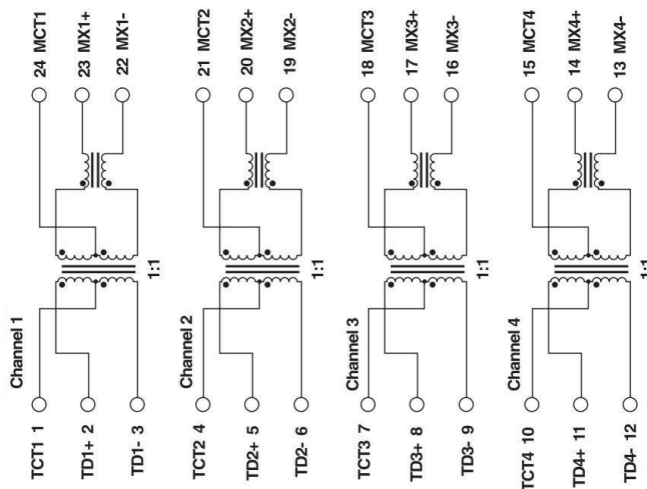 24 MCT1
23 MX1+
22 MX1-
1:1
Channel 1
TCT1 1
TD1+ 2
TD1- 3
21 MCT2
20 MX2+
19 MX2-
1:1
Channel 2
TCT2 4
TD2+ 5
TD2- 6
18 MCT3
17 MX3+
16 MX3-
1:1
Channel 3
TCT3 7
TD3+ 8
TD3- 9
15 MCT4
14 MX4+
13 MX4-
1:1
Channel 4
TCT4 10
TD4+ 11
TD4- 12